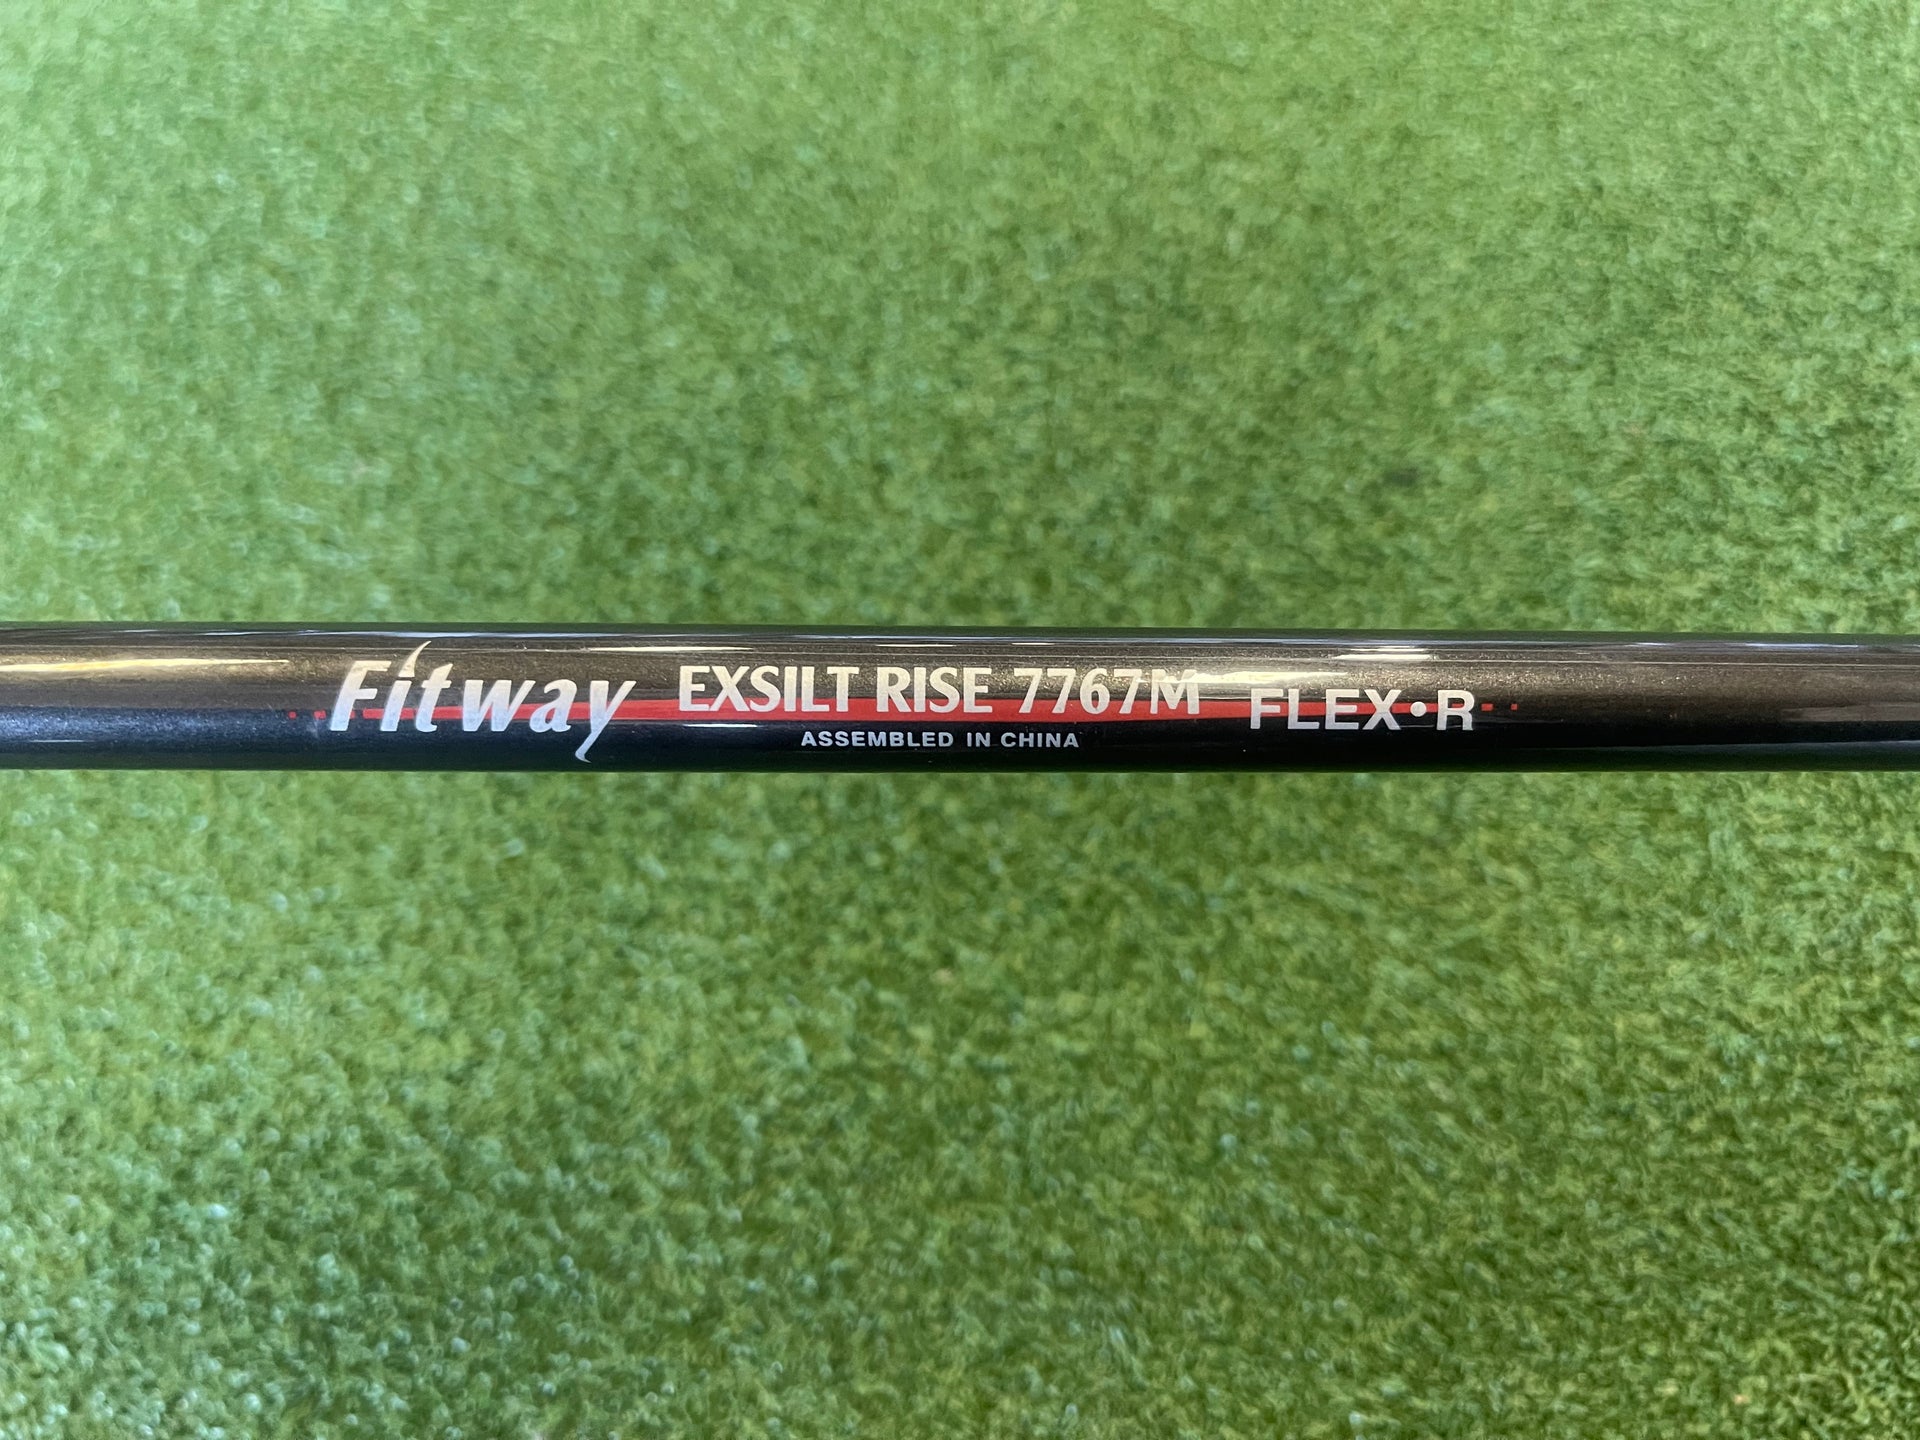 Fitway EXSILT RISE 7767M FLEX•R
ASSEMBLED IN CHINA